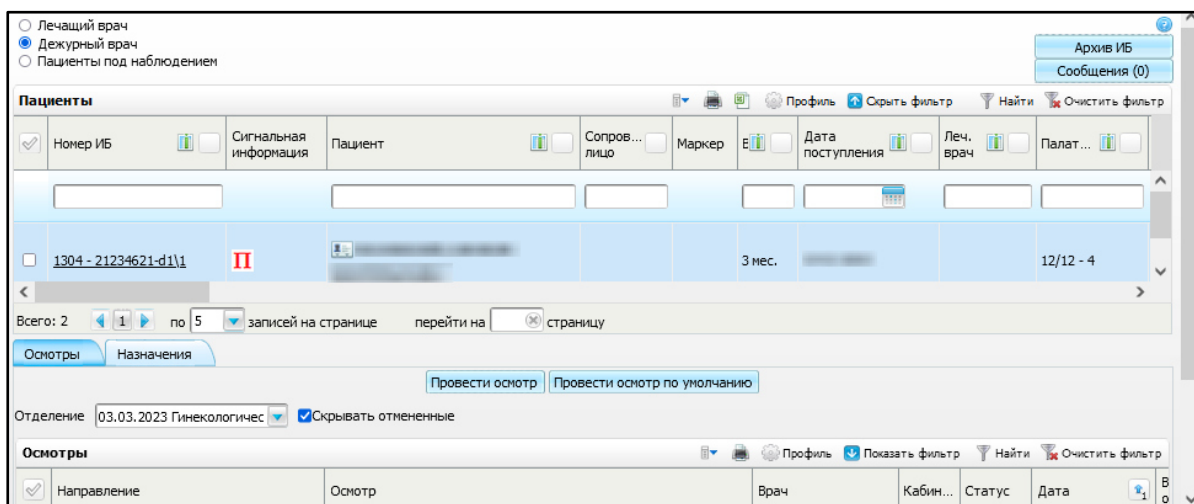 Лечащий врач
Дежурный врач
Пациенты под наблюдением
Архив ИБ
Сообщения (0)
Пациенты Профиль Скрыть фильтр Найти Очистить фильтр
Номер ИБ Сигнальная информация Пациент Сопров... лицо Маркер В Дата поступления Леч. врач Палат...
1304 - 21234621-d1\1 П 3 мес. 12/12 - 4
Всего: 2 1 по 5 записей на странице перейти на страницу
Осмотры Назначения
Провести осмотр Провести осмотр по умолчанию
Отделение 03.03.2023 Гинекологичес Скрывать отмененные
Осмотры Профиль Показать фильтр Найти Очистить фильтр
Направление Осмотр Врач Кабин... Статус Дата 1